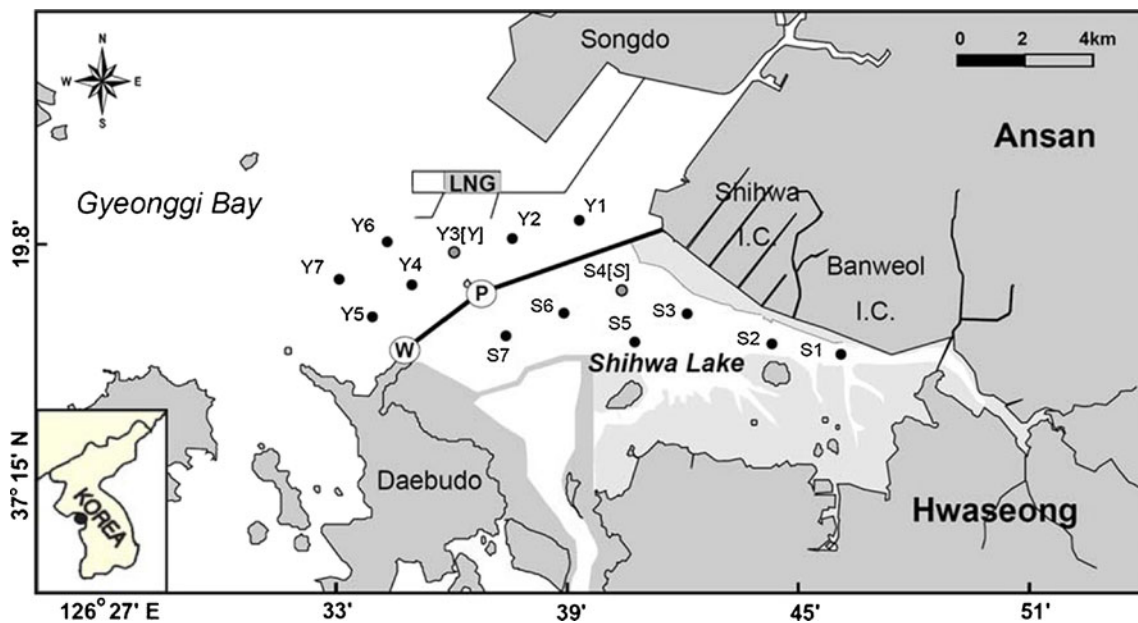 Songdo
0 2 4km
N
W E
S
Ansan
LNG
Gyeonggi Bay
Shihwa
I.C.
Y1
Y2
Y3[Y]
Y6
19.8'
Y7
Y4
Banweol
I.C.
S4[S]
P
Y5
S6
S3
S5
S2
S1
W
S7
Shihwa Lake
37° 15' N
Daebudo
KOREA
Hwaseong
126° 27' E 33' 39' 45' 51'